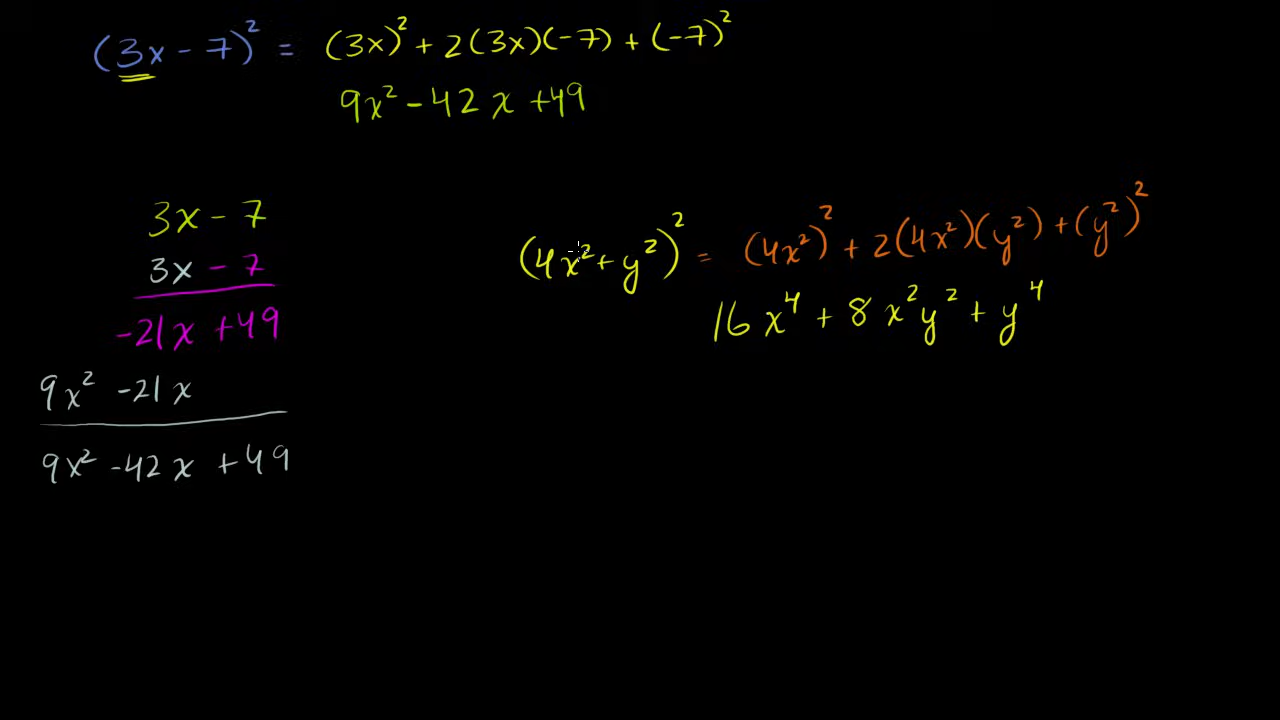 (3x - 7)² = (3x)² + 2(3x)(-7) + (-7)²
9x² - 42x + 49
3x - 7
3x - 7
-21x + 49
9x² - 21x
9x² - 42x + 49
(4x² + y²)² = (4x²)² + 2(4x²)(y²) + (y²)²
16x⁴ + 8x²y² + y⁴